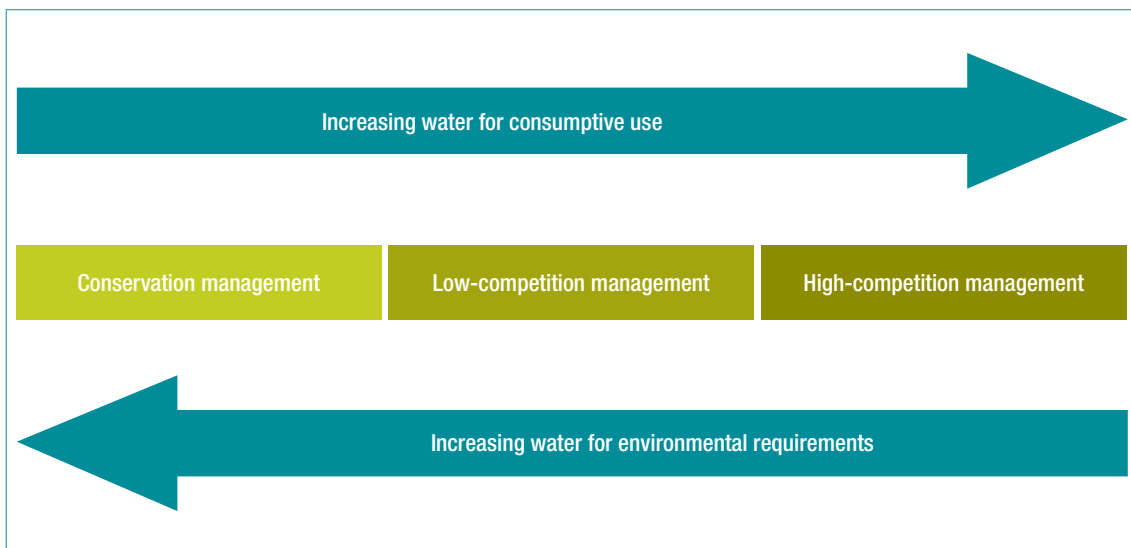 Increasing water for consumptive use
Conservation management
Low-competition management
High-competition management
Increasing water for environmental requirements